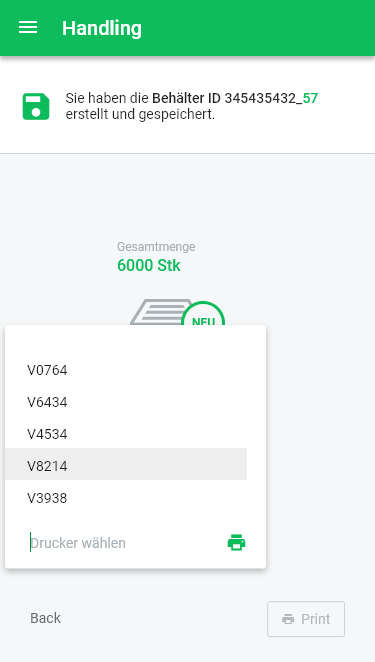 Handling
Sie haben die Behälter ID 345435432_57
erstellt und gespeichert.
Gesamtmenge
6000 Stk
NEU
V0764
V6434
V4534
V8214
V3938
Drucker wählen
Back
Print